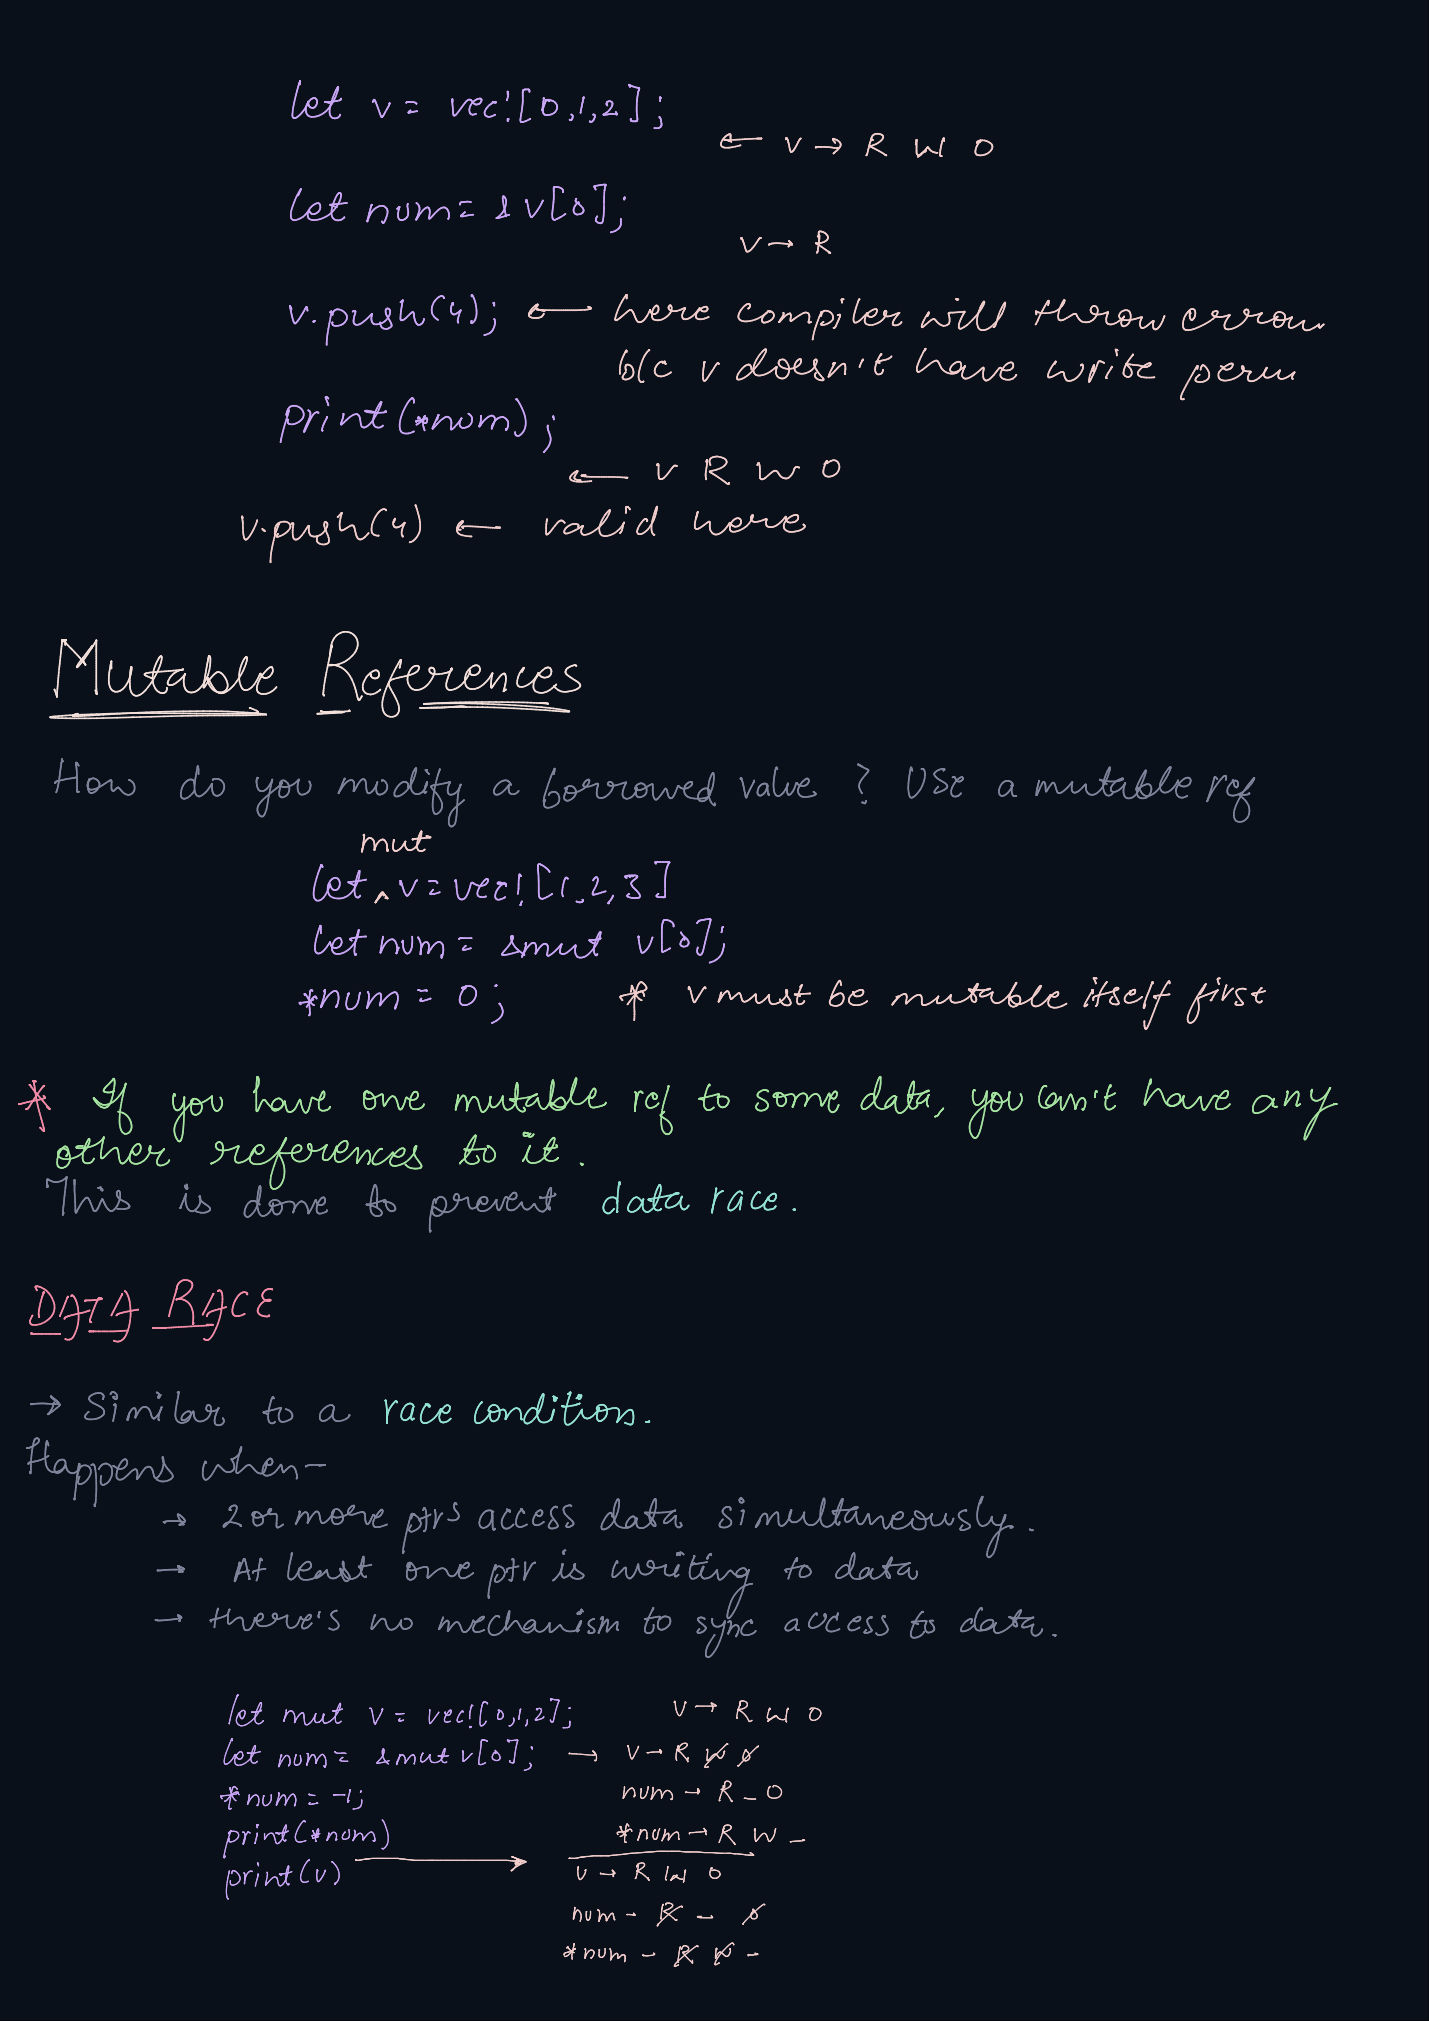 let v = vec![0,1,2];
← v → R W O
let num = &v[0];
v → R
v.push(4); ← here compiler will throw error
b/c v doesn't have write perm
print(*num);
← v R W O
v.push(4) ← valid here
Mutable References
How do you modify a borrowed value? Use a mutable ref
mut
let ^ v = vec![1,2,3]
let num = &mut v[0];
*num = 0; * v must be mutable itself first
* If you have one mutable ref to some data, you can't have any
other references to it.
This is done to prevent data race.
DATA RACE
→ Similar to a race condition.
Happens when -
→ 2 or more ptrs access data simultaneously.
→ At least one ptr is writing to data
→ there's no mechanism to sync access to data.
let mut v = vec![0,1,2]; v → R W O
let num = &mut v[0]; → v → R W O
*num = -1; num → R _ O
print(*num) *num → R W _
print(v) → v → R W O
num - R - O
*num - R W -